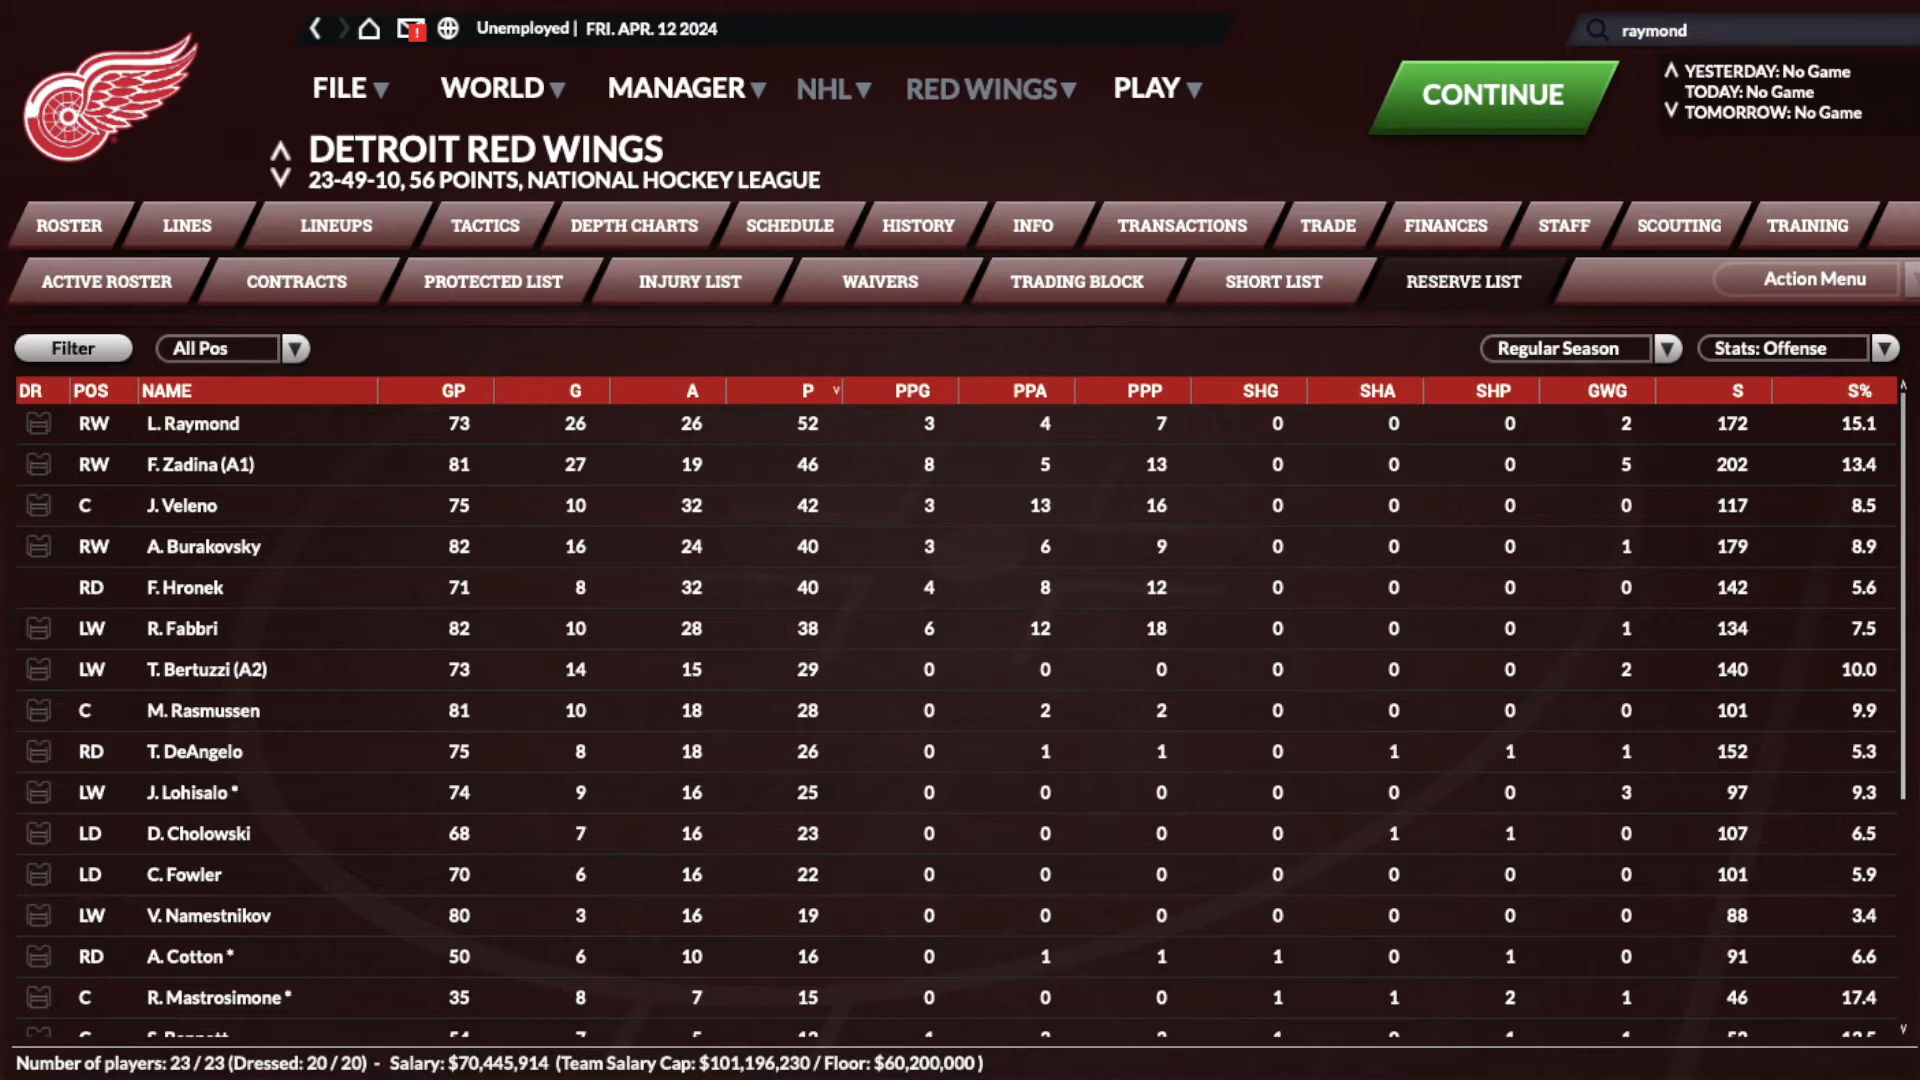 Unemployed | FRI. APR. 12 2024
raymond
FILE WORLD MANAGER NHL RED WINGS PLAY
CONTINUE
YESTERDAY: No Game
TODAY: No Game
TOMORROW: No Game
DETROIT RED WINGS
23-49-10, 56 POINTS, NATIONAL HOCKEY LEAGUE
ROSTER LINES LINEUPS TACTICS DEPTH CHARTS SCHEDULE HISTORY INFO TRANSACTIONS TRADE FINANCES STAFF SCOUTING TRAINING
ACTIVE ROSTER CONTRACTS PROTECTED LIST INJURY LIST WAIVERS TRADING BLOCK SHORT LIST RESERVE LIST Action Menu
Filter All Pos Regular Season Stats: Offense
DR POS NAME GP G A P PPG PPA PPP SHG SHA SHP GWG S S%
RW L. Raymond 73 26 26 52 3 4 7 0 0 0 2 172 15.1
RW F. Zadina (A1) 81 27 19 46 8 5 13 0 0 0 5 202 13.4
C J. Veleno 75 10 32 42 3 13 16 0 0 0 0 117 8.5
RW A. Burakovsky 82 16 24 40 3 6 9 0 0 0 1 179 8.9
RD F. Hronek 71 8 32 40 4 8 12 0 0 0 0 142 5.6
LW R. Fabbri 82 10 28 38 6 12 18 0 0 0 1 134 7.5
LW T. Bertuzzi (A2) 73 14 15 29 0 0 0 0 0 0 2 140 10.0
C M. Rasmussen 81 10 18 28 0 2 2 0 0 0 0 101 9.9
RD T. DeAngelo 75 8 18 26 0 1 1 0 1 1 1 152 5.3
LW J. Lohisalo * 74 9 16 25 0 0 0 0 0 0 3 97 9.3
LD D. Cholowski 68 7 16 23 0 0 0 0 1 1 0 107 6.5
LD C. Fowler 70 6 16 22 0 0 0 0 0 0 0 101 5.9
LW V. Namestnikov 80 3 16 19 0 0 0 0 0 0 0 88 3.4
RD A. Cotton * 50 6 10 16 0 1 1 1 0 1 0 91 6.6
C R. Mastrosimone * 35 8 7 15 0 0 0 1 1 2 1 46 17.4
Number of players: 23 / 23 (Dressed: 20 / 20) - Salary: $70,445,914 (Team Salary Cap: $101,196,230 / Floor: $60,200,000 )